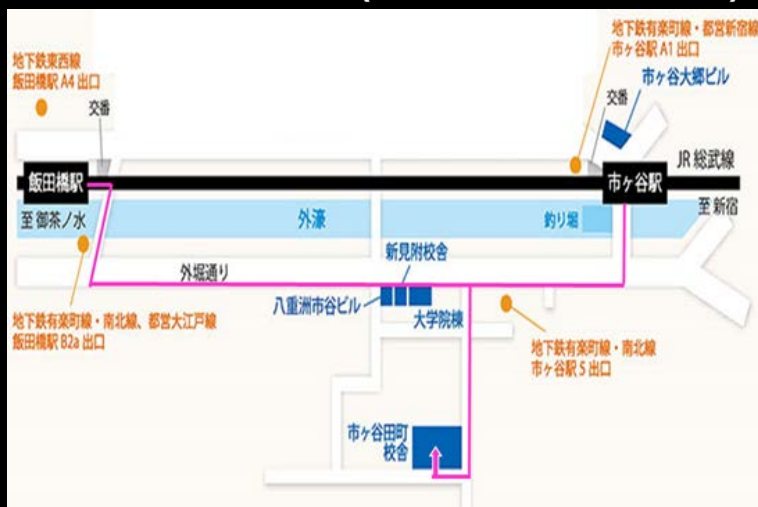 地下鉄東西線
飯田橋駅 A4 出口
交番
地下鉄有楽町線・都営新宿線
市ヶ谷駅 A1 出口
交番
市ヶ谷大郷ビル
飯田橋駅
市ヶ谷駅
JR 総武線
至 御茶ノ水
外濠
釣り堀
至 新宿
外堀通り
新見附校舎
八重洲市谷ビル
大学院棟
地下鉄有楽町線・南北線、都営大江戸線
飯田橋駅 B2a 出口
地下鉄有楽町線・南北線
市ヶ谷駅 5 出口
市ヶ谷田町
校舎